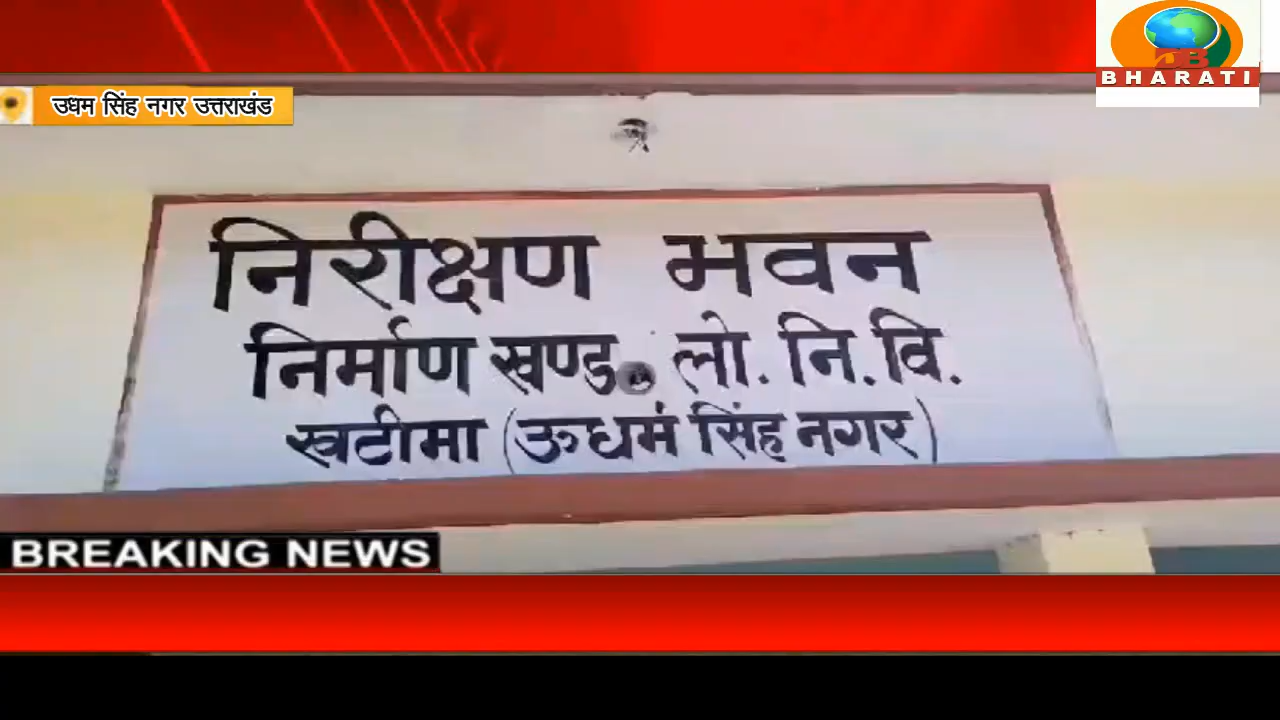 BHARATI
उधम सिंह नगर उत्तराखंड
निरीक्षण भवन
निर्माण खण्ड लो. नि. वि.
खटीमा (ऊधमं सिंह नगर)
BREAKING NEWS